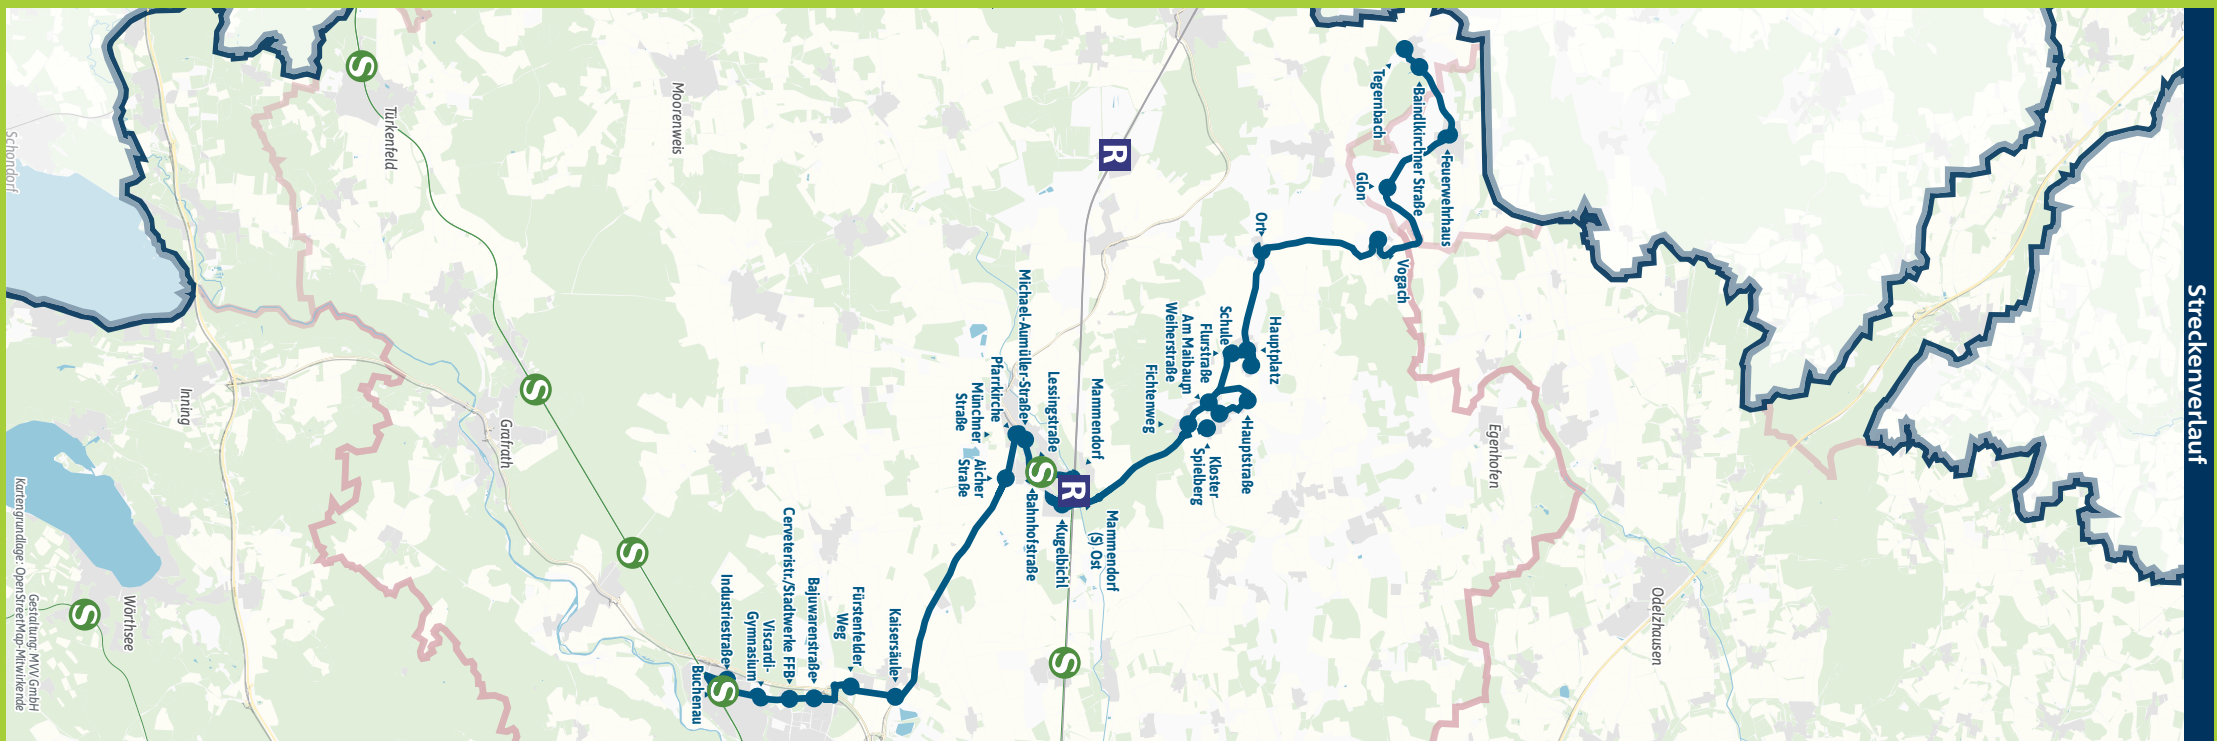 Streckenverlauf
Tegernbach
Baindlkirchner Straße
Feuerwehrhaus
Glon
Vogach
Ort
Hauptplatz
Schule
Flurstraße
Am Maibaum
Weiherstraße
Fichtenweg
Hauptstraße
Kloster
Spielberg
Mammendorf
Mammendorf
(S) Ost
Lessingstraße
Michael-Aumüller-Straße
Pfarrkirche
Münchner
Straße
Aicher
Straße
Bahnhofstraße
Kugelbichl
Kaisersäule
Fürstenfelder
Weg
Bajuwarenstraße
Cerveteristr./Stadtwerke FFB
Viscardi-
Gymnasium
Industriestraße
Buchenau
R
R
S
S
S
S
S
S
S
Schondorf
Türkenfeld
Moorenweis
Inning
Grafrath
Wörthsee
Egenhofen
Odelzhausen
Gestaltung: MVV GmbH
Kartengrundlage: OpenStreetMap-Mitwirkende